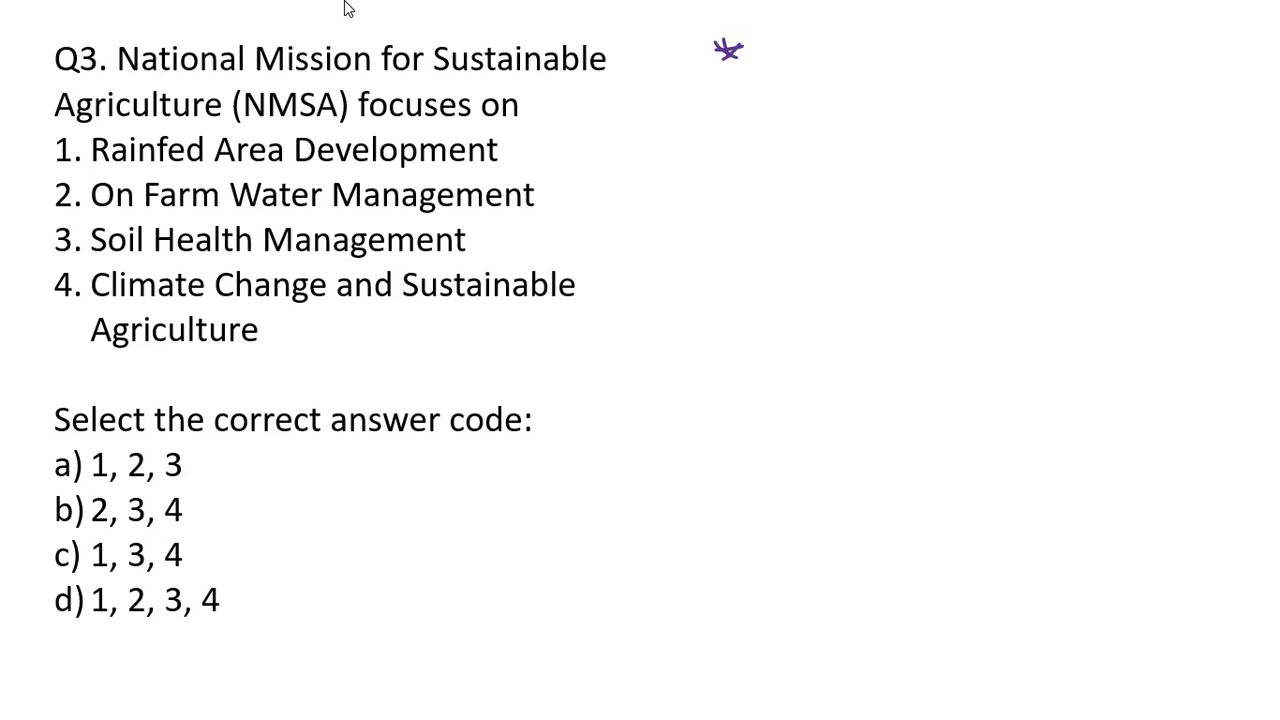 Q3. National Mission for Sustainable
Agriculture (NMSA) focuses on
1. Rainfed Area Development
2. On Farm Water Management
3. Soil Health Management
4. Climate Change and Sustainable
Agriculture
Select the correct answer code:
a) 1, 2, 3
b) 2, 3, 4
c) 1, 3, 4
d) 1, 2, 3, 4